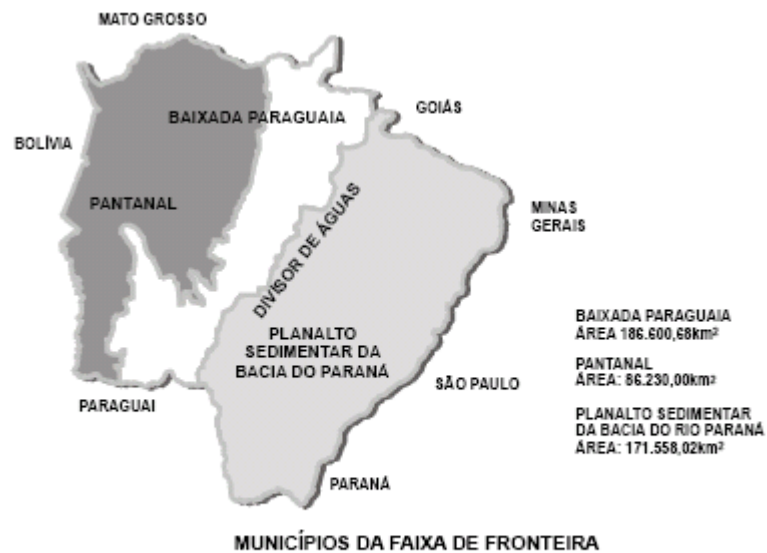 MATO GROSSO
GOIÁS
BAIXADA PARAGUAIA
BOLÍVIA
PANTANAL
MINAS
GERAIS
DIVISOR DE ÁGUAS
PLANALTO
SEDIMENTAR DA
BACIA DO PARANÁ
SÃO PAULO
PARAGUAI
PARANÁ
BAIXADA PARAGUAIA
ÁREA 186.600,68km²
PANTANAL
ÁREA: 86.230,00km²
PLANALTO SEDIMENTAR
DA BACIA DO RIO PARANÁ
ÁREA: 171.558,02km²
MUNICÍPIOS DA FAIXA DE FRONTEIRA